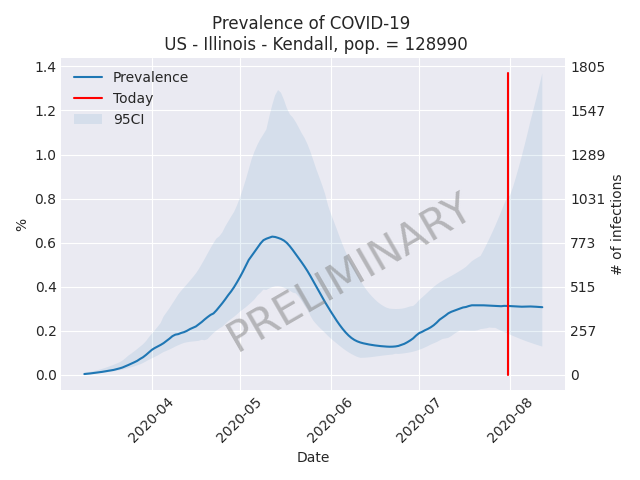 Prevalence of COVID-19
US - Illinois - Kendall, pop. = 128990
Prevalence
Today
95CI
1.4
1.2
1.0
0.8
0.6
0.4
0.2
0.0
%
1805
1547
1289
1031
773
515
257
0
# of infections
PRELIMINARY
2020-04
2020-05
2020-06
2020-07
2020-08
Date